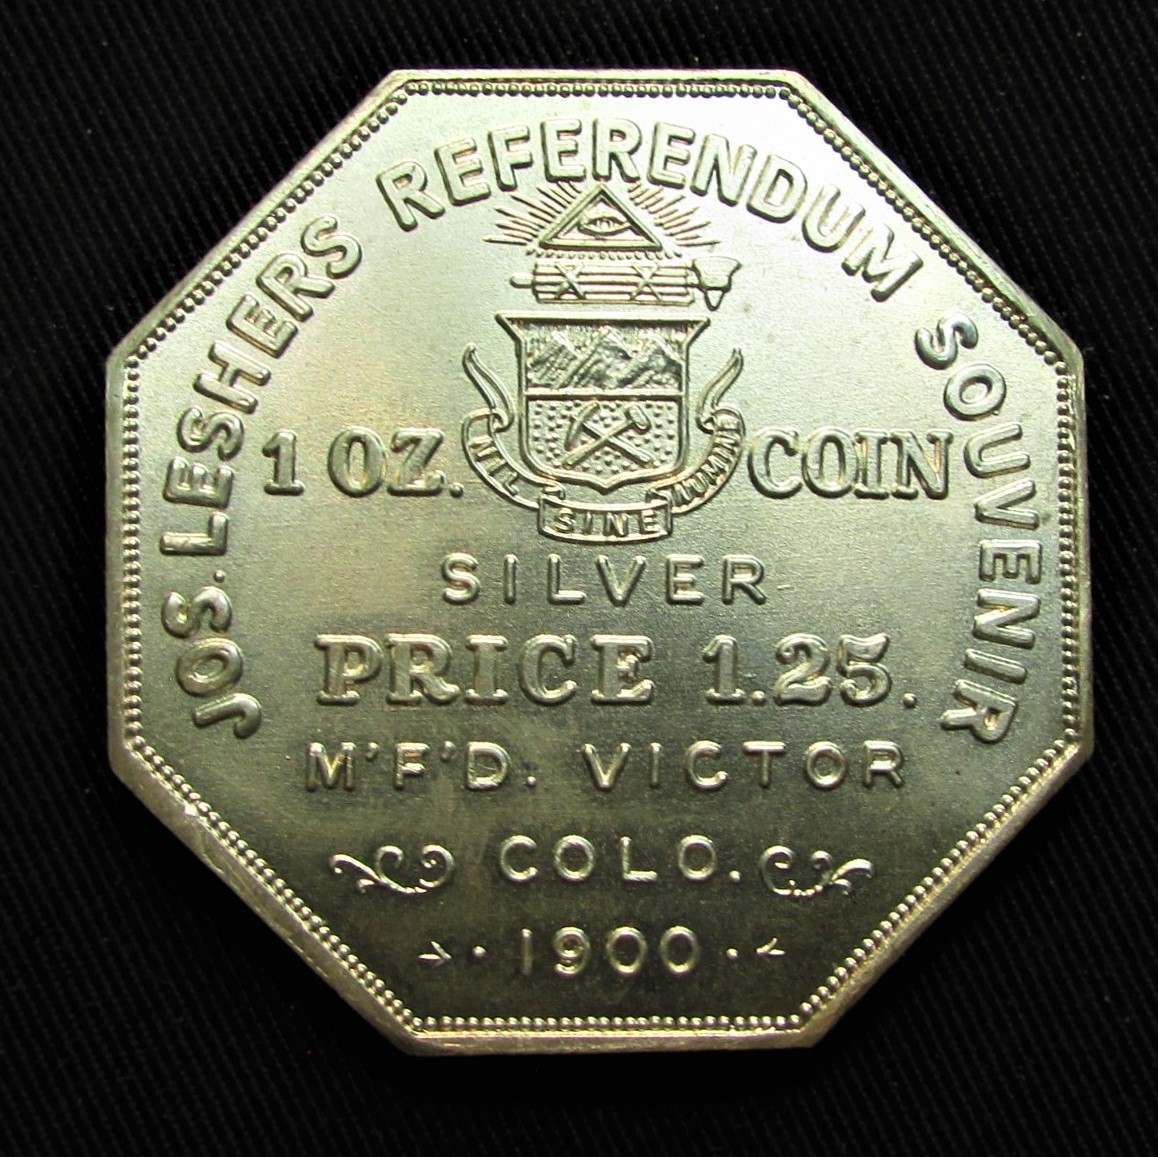 JOS. LESHERS REFERENDUM SOUVENIR
1 OZ. COIN
NIL SINE NUMINE
SILVER
PRICE 1.25.
M'F'D. VICTOR
COLO.
1900